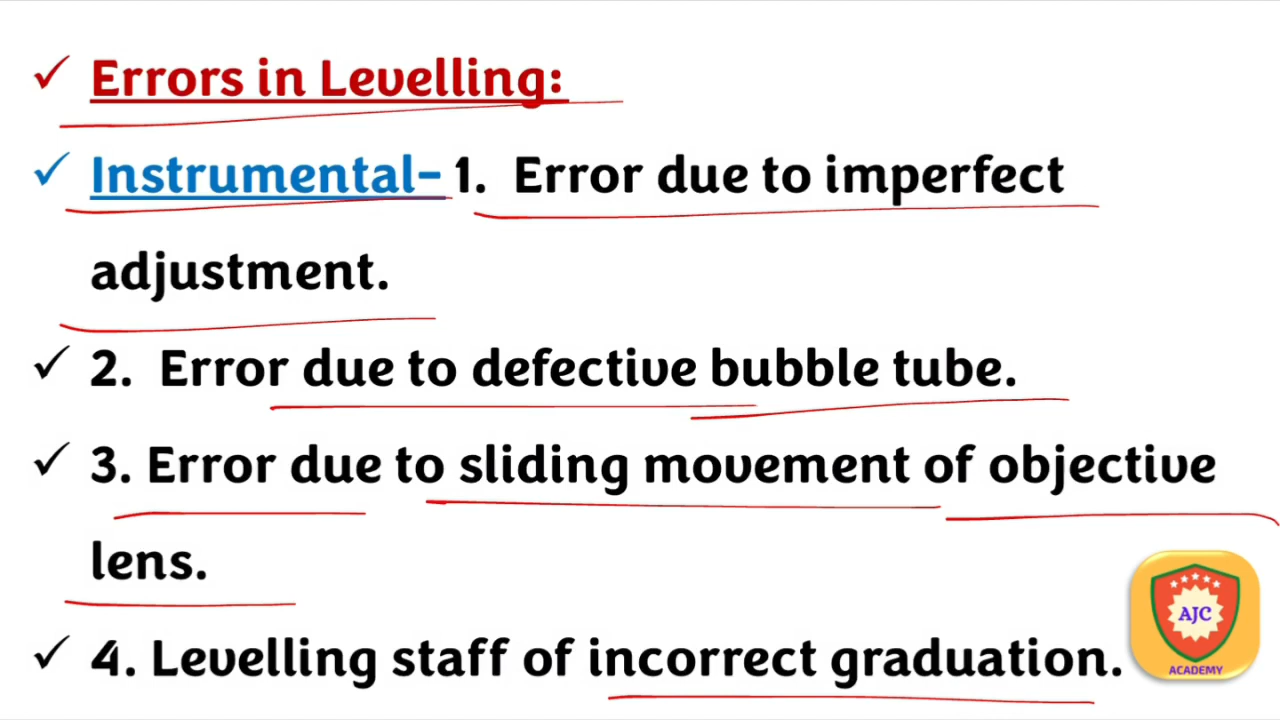 ✓ Errors in Levelling:
✓ Instrumental- 1. Error due to imperfect
adjustment.
✓ 2. Error due to defective bubble tube.
✓ 3. Error due to sliding movement of objective
lens.
✓ 4. Levelling staff of incorrect graduation.
AJC
ACADEMY